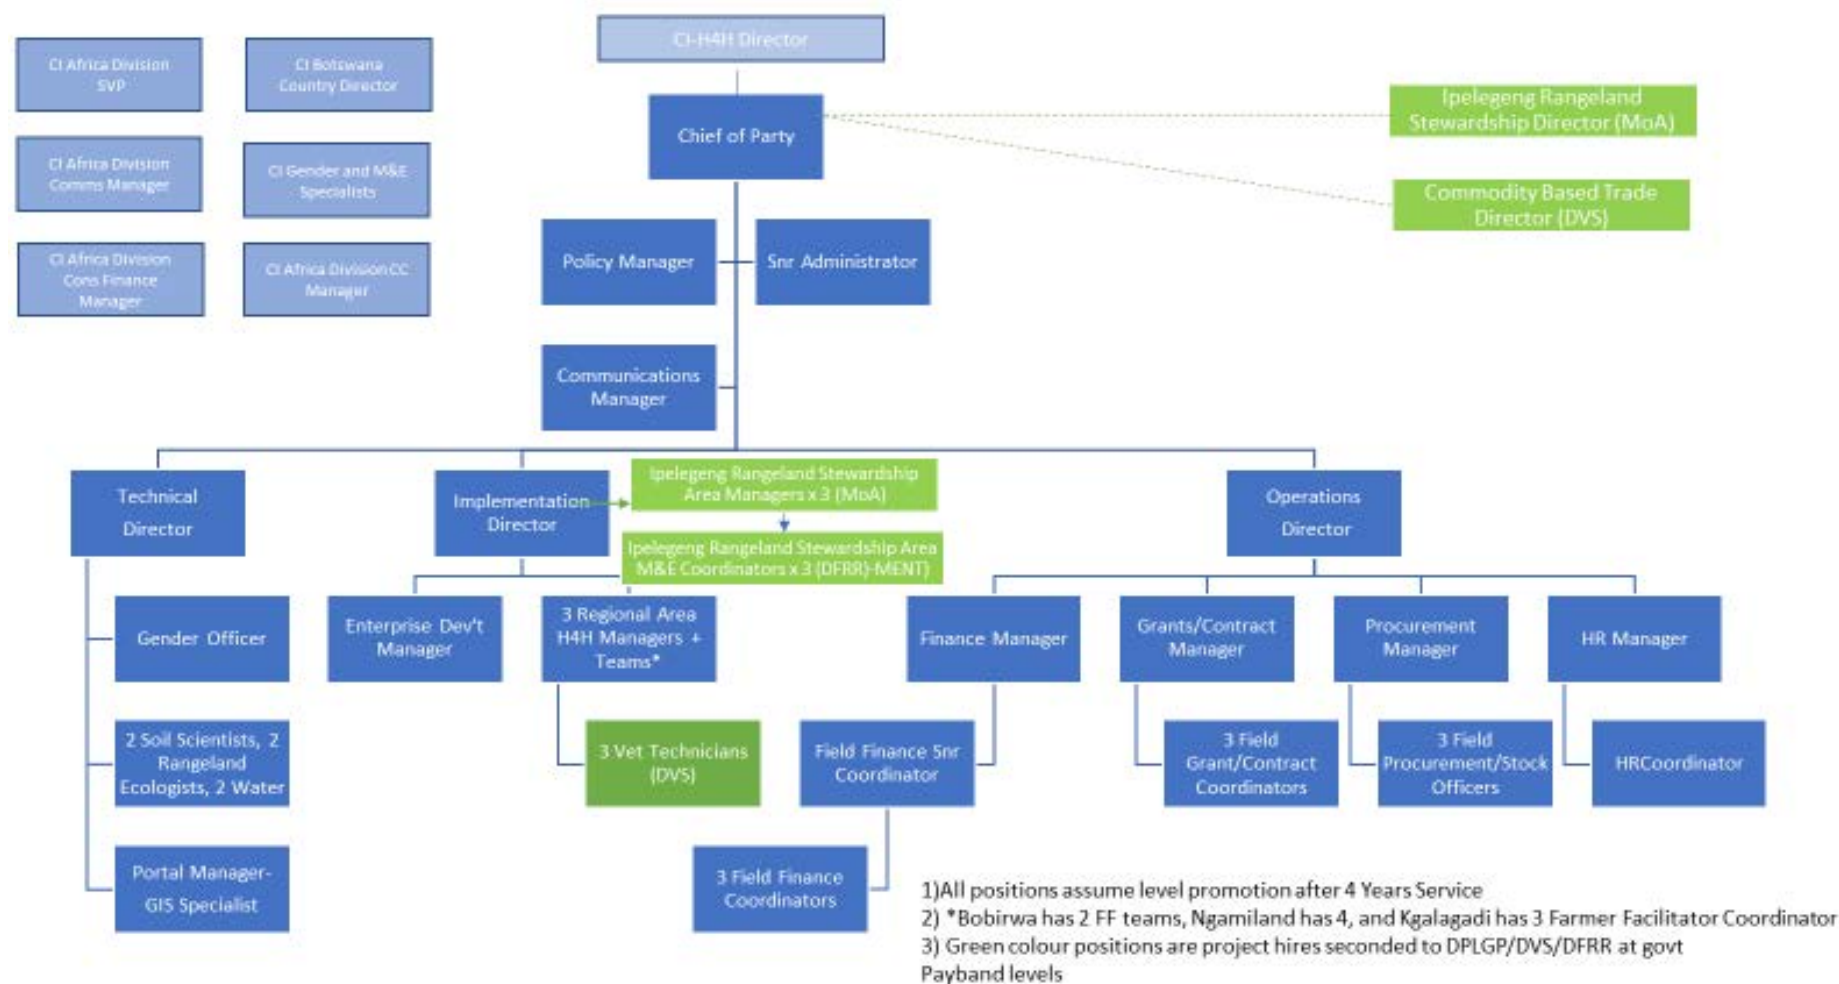 CI-H4H Director
CI Africa Division
SVP
CI Botswana
Country Director
Chief of Party
Ipelegeng Rangeland
Stewardship Director (MoA)
CI Africa Division
Comms Manager
CI Gender and M&E
Specialists
Commodity Based Trade
Director (DVS)
CI Africa Division
Cons Finance
Manager
CI Africa Division CC
Manager
Policy Manager
Snr Administrator
Communications
Manager
Technical
Director
Implementation
Director
Ipelegeng Rangeland Stewardship
Area Managers x 3 (MoA)
Ipelegeng Rangeland Stewardship Area
M&E Coordinators x 3 (DFRR)-MENT)
Operations
Director
Gender Officer
Enterprise Dev't
Manager
3 Regional Area
H4H Managers +
Teams*
Finance Manager
Grants/Contract
Manager
Procurement
Manager
HR Manager
2 Soil Scientists, 2
Rangeland
Ecologists, 2 Water
3 Vet Technicians
(DVS)
Field Finance Snr
Coordinator
3 Field
Grant/Contract
Coordinators
3 Field
Procurement/Stock
Officers
HRCoordinator
Portal Manager-
GIS Specialist
3 Field Finance
Coordinators
1)All positions assume level promotion after 4 Years Service
2) *Bobirwa has 2 FF teams, Ngamiland has 4, and Kgalagadi has 3 Farmer Facilitator Coordinator
3) Green colour positions are project hires seconded to DPLGP/DVS/DFRR at govt
Payband levels